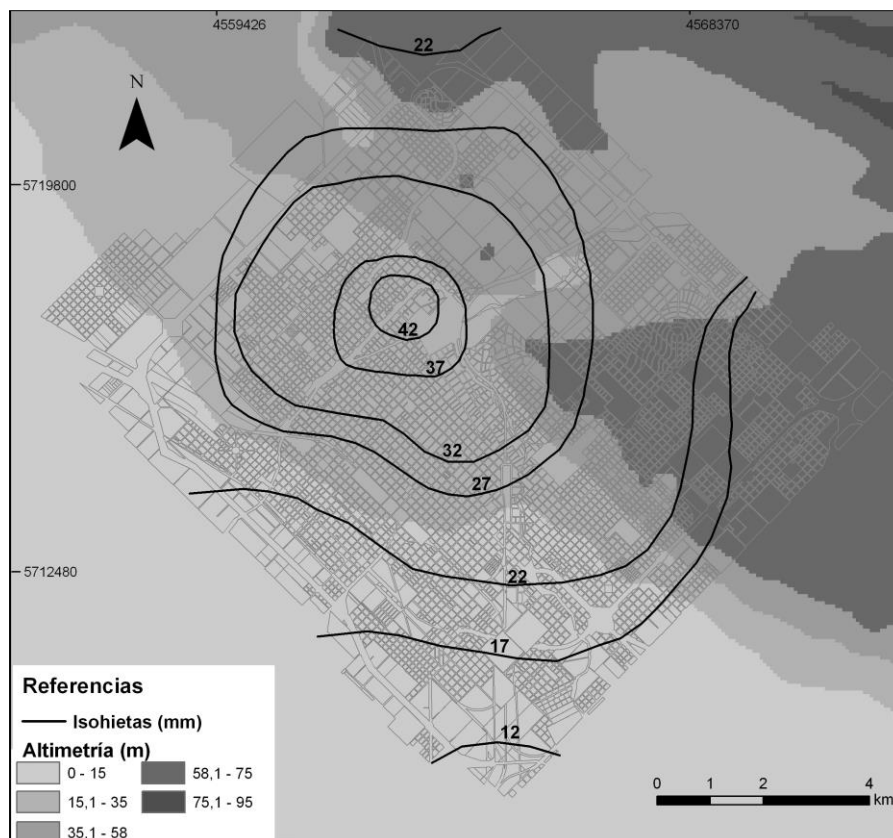 4559426
4568370
22
N
5719800
42
37
32
27
5712480
22
17
12
Referencias
Isohietas (mm)
Altimetría (m)
0 - 15
58,1 - 75
15,1 - 35
75,1 - 95
35,1 - 58
0 1 2 4
km